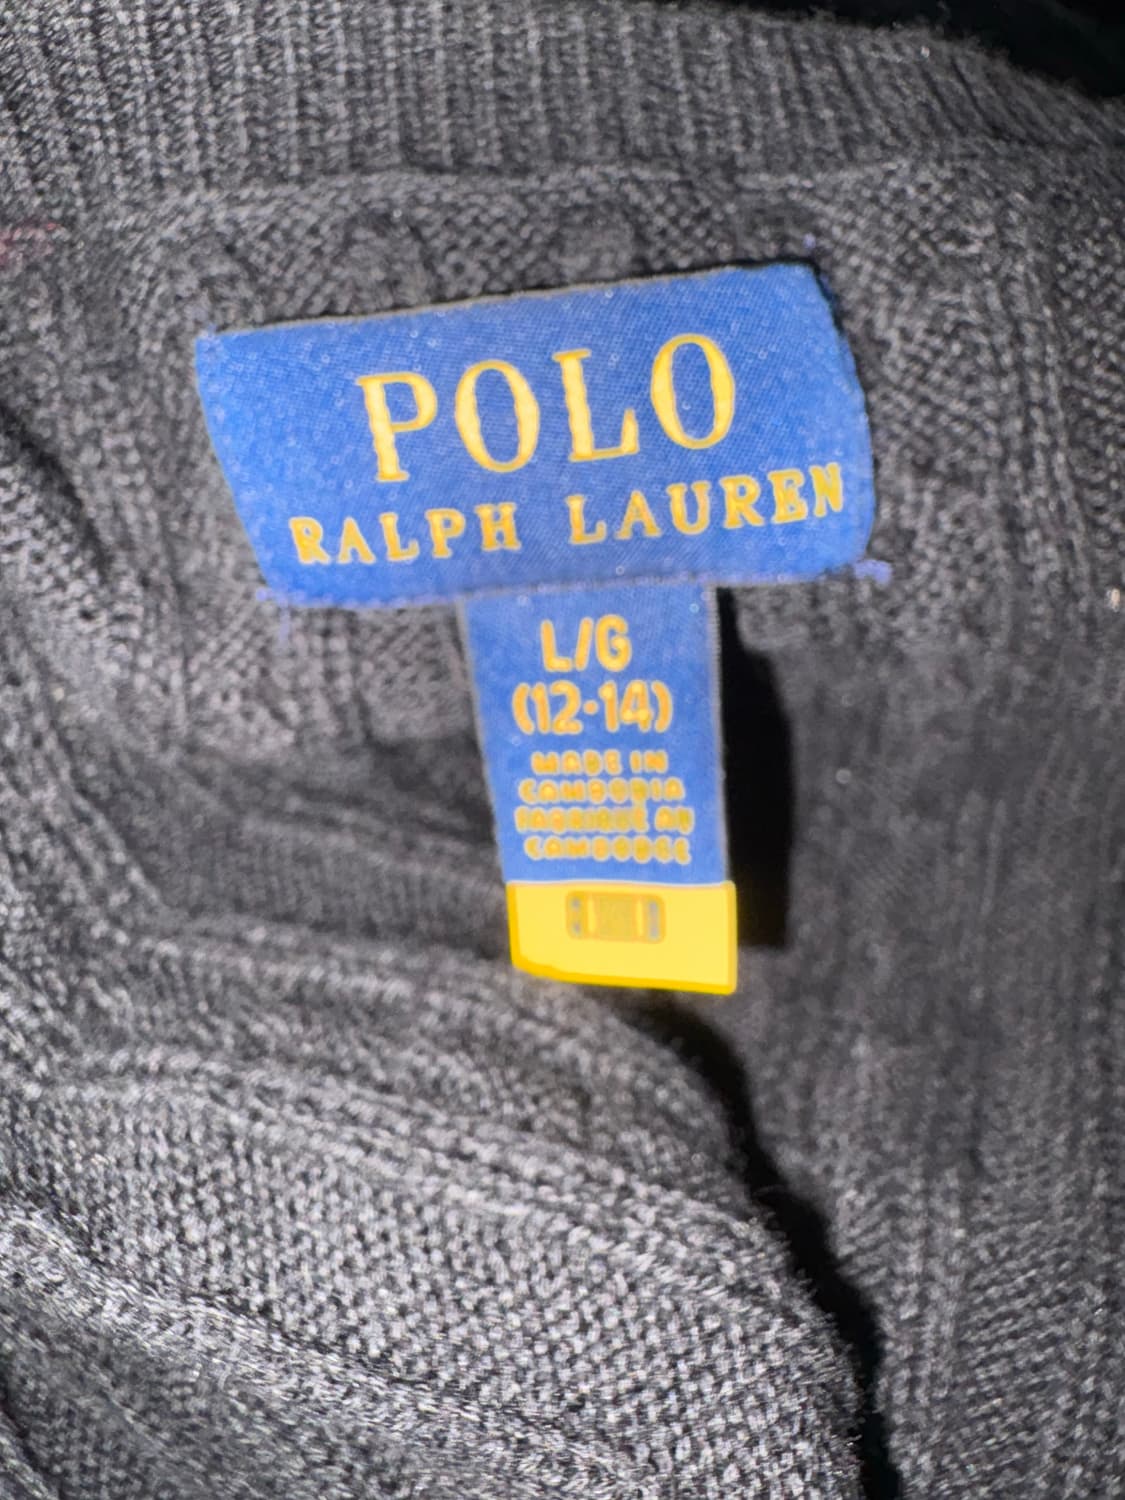 POLO
RALPH LAUREN
L/G
(12-14)
MADE IN
CAMBODIA
FABRIQUÉ AU
CAMBODGE